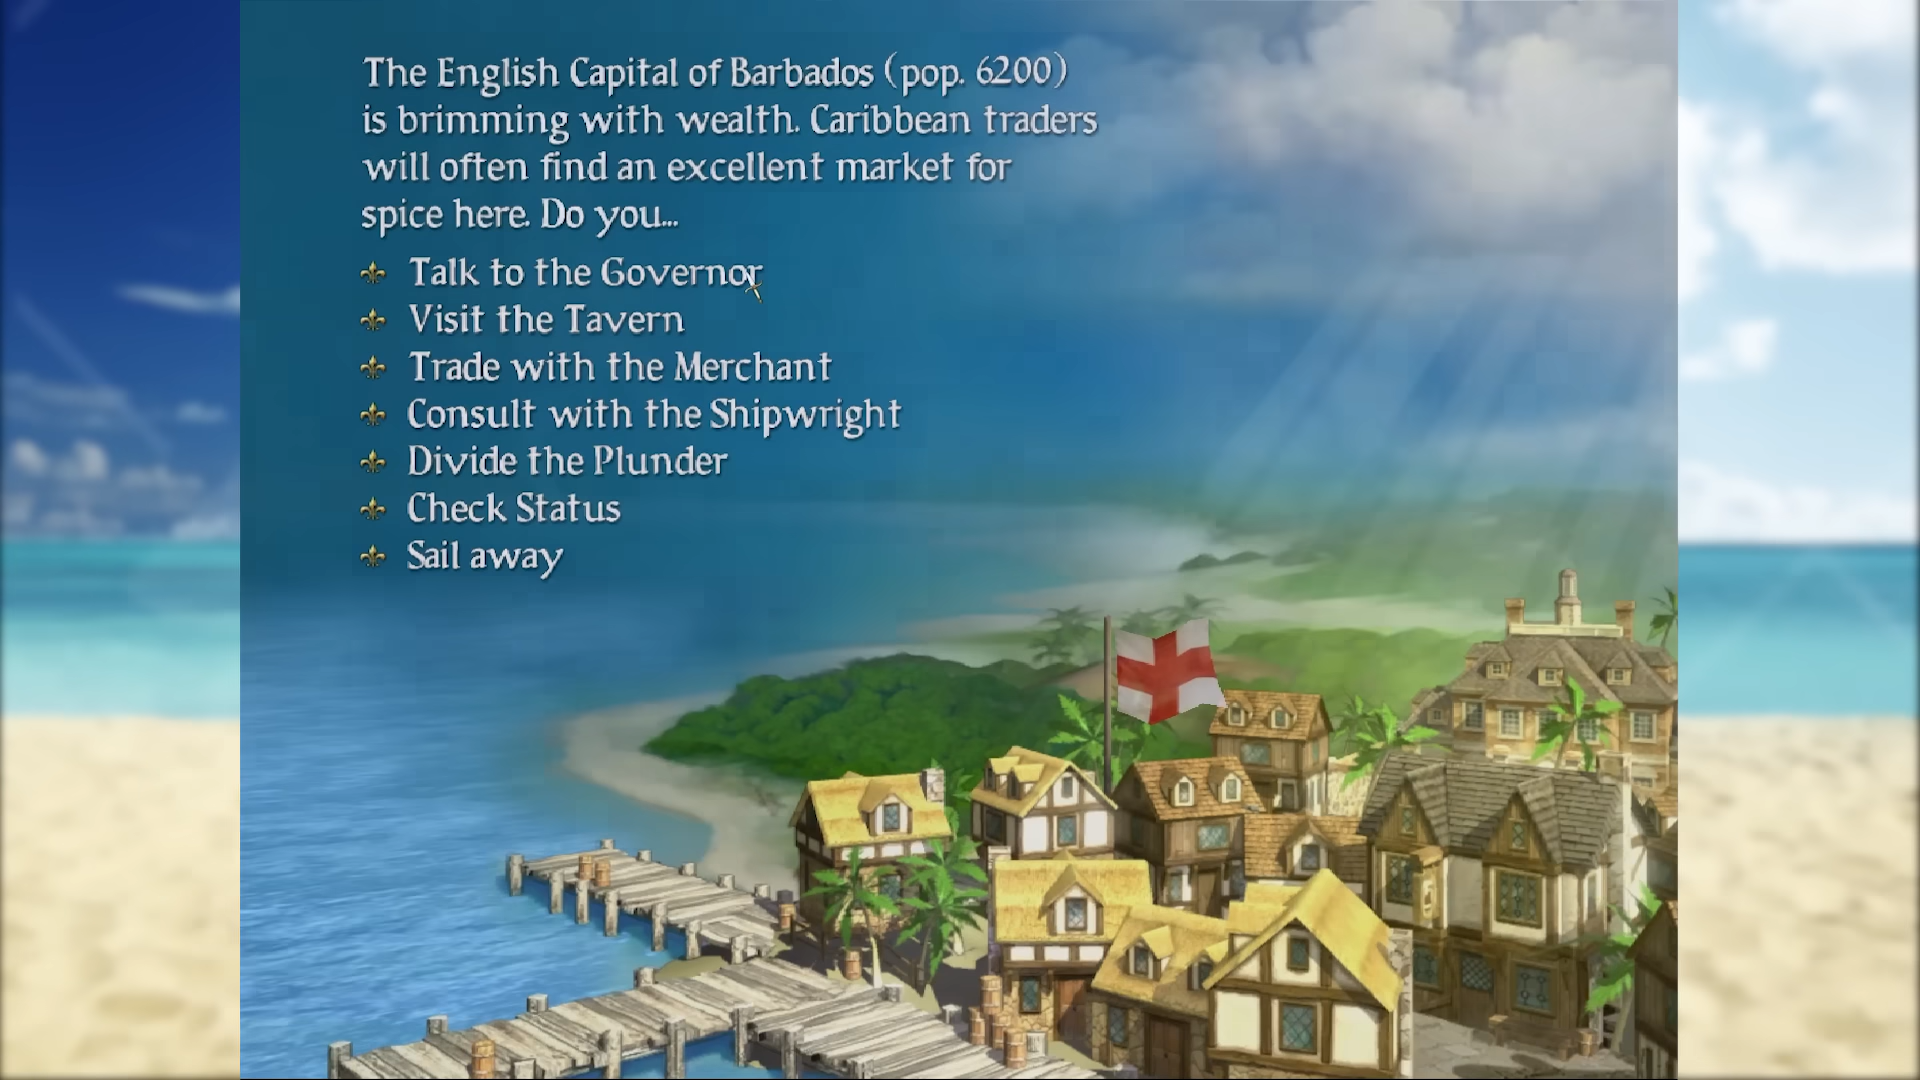 The English Capital of Barbados (pop. 6200)
is brimming with wealth. Caribbean traders
will often find an excellent market for
spice here. Do you...
Talk to the Governor
Visit the Tavern
Trade with the Merchant
Consult with the Shipwright
Divide the Plunder
Check Status
Sail away